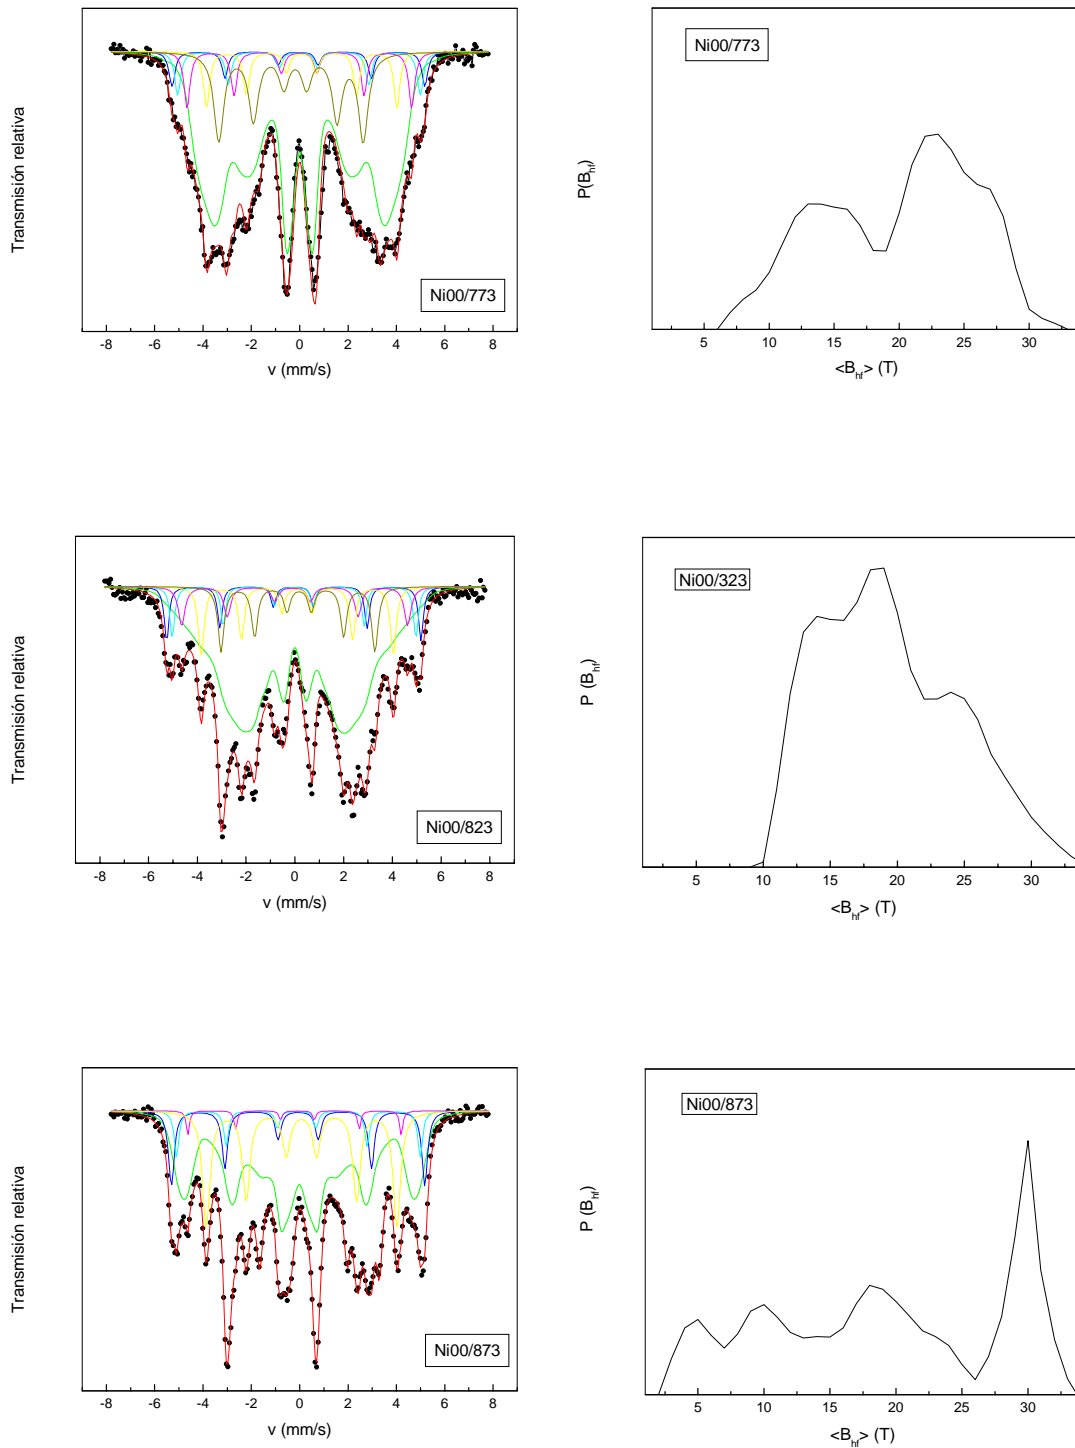 Transmisión relativa
Ni00/773
-8 -6 -4 -2 0 2 4 6 8
v (mm/s)
P(B_hf)
Ni00/773
5 10 15 20 25 30
<B_hf> (T)
Transmisión relativa
Ni00/823
-8 -6 -4 -2 0 2 4 6 8
v (mm/s)
P (B_hf)
Ni00/323
5 10 15 20 25 30
<B_hf> (T)
Transmisión relativa
Ni00/873
-8 -6 -4 -2 0 2 4 6 8
v (mm/s)
P (B_hf)
Ni00/873
5 10 15 20 25 30
<B_hf> (T)